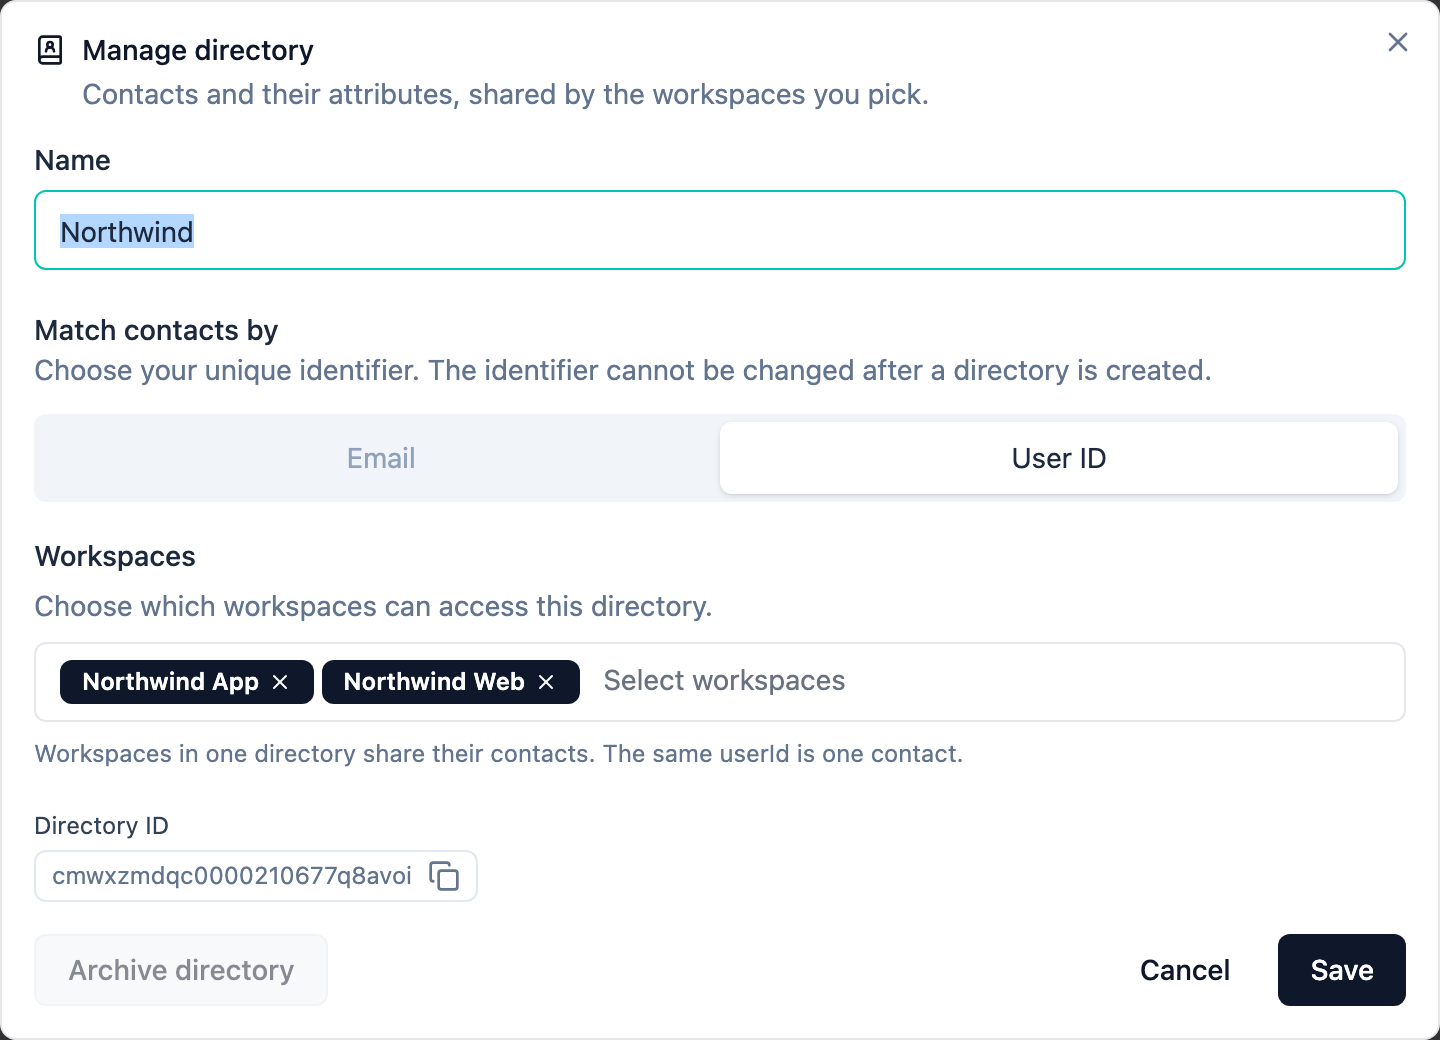 Manage directory
Contacts and their attributes, shared by the workspaces you pick.
Name
Northwind
Match contacts by
Choose your unique identifier. The identifier cannot be changed after a directory is created.
Email
User ID
Workspaces
Choose which workspaces can access this directory.
Northwind App
Northwind Web
Select workspaces
Workspaces in one directory share their contacts. The same userId is one contact.
Directory ID
cmwxzmdqc0000210677q8avoi
Archive directory
Cancel
Save